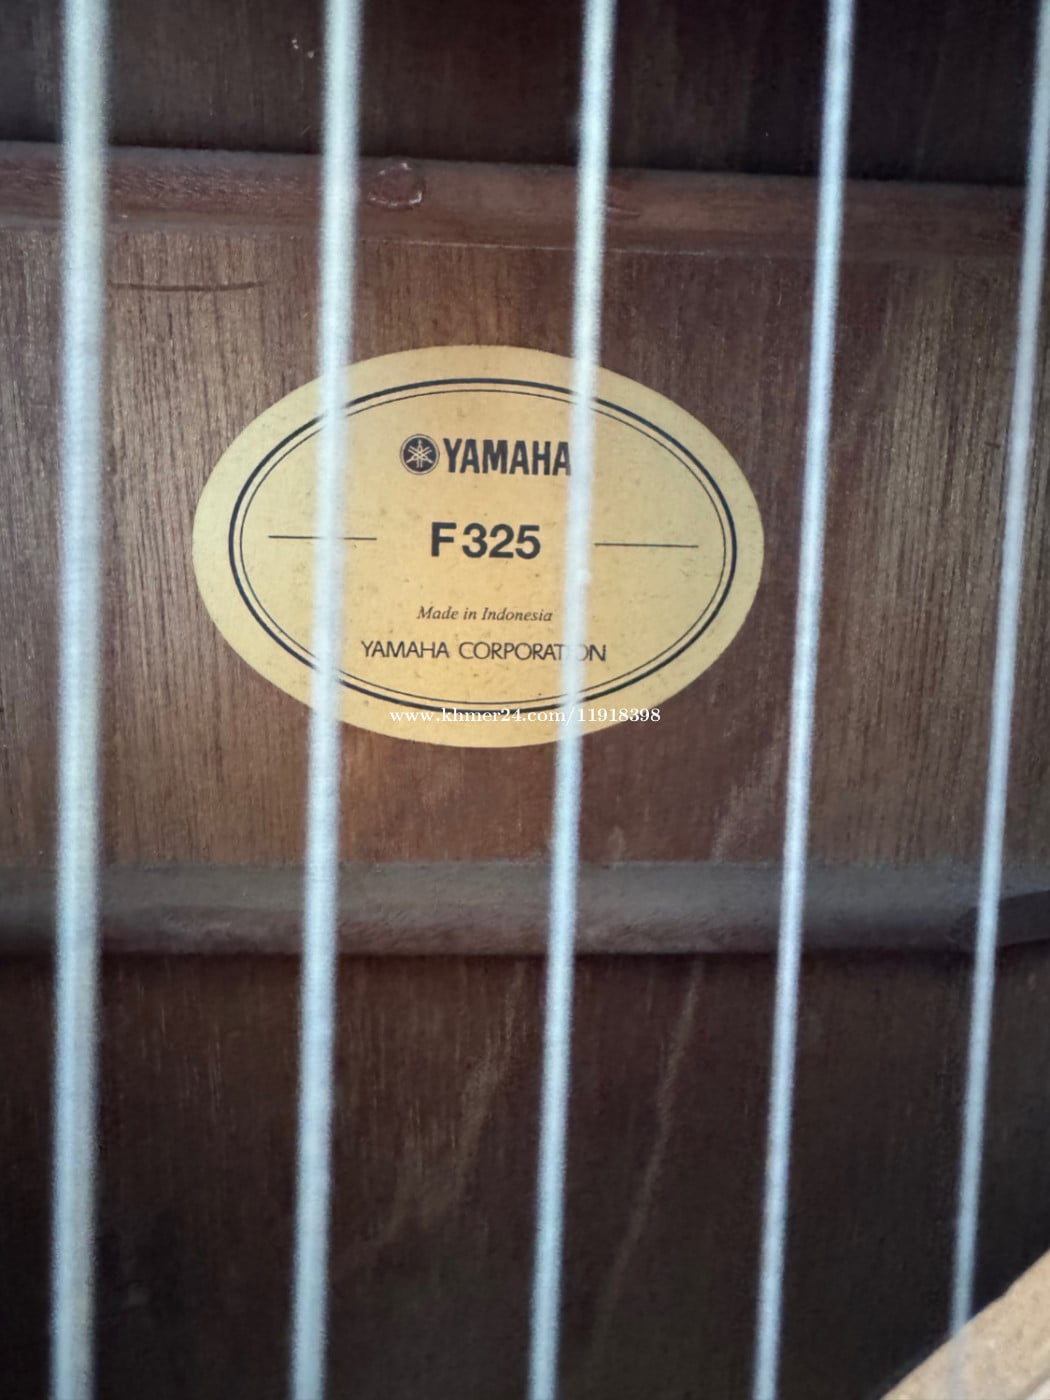 YAMAHA
F325
Made in Indonesia
YAMAHA CORPORATION
www.khmer24.com/11918398